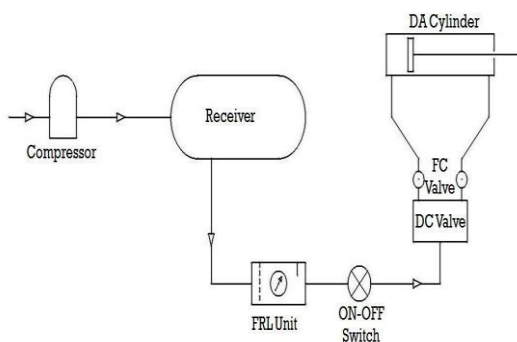 DA Cylinder
Receiver
Compressor
FC
Valve
DC Valve
FRL Unit
ON-OFF
Switch